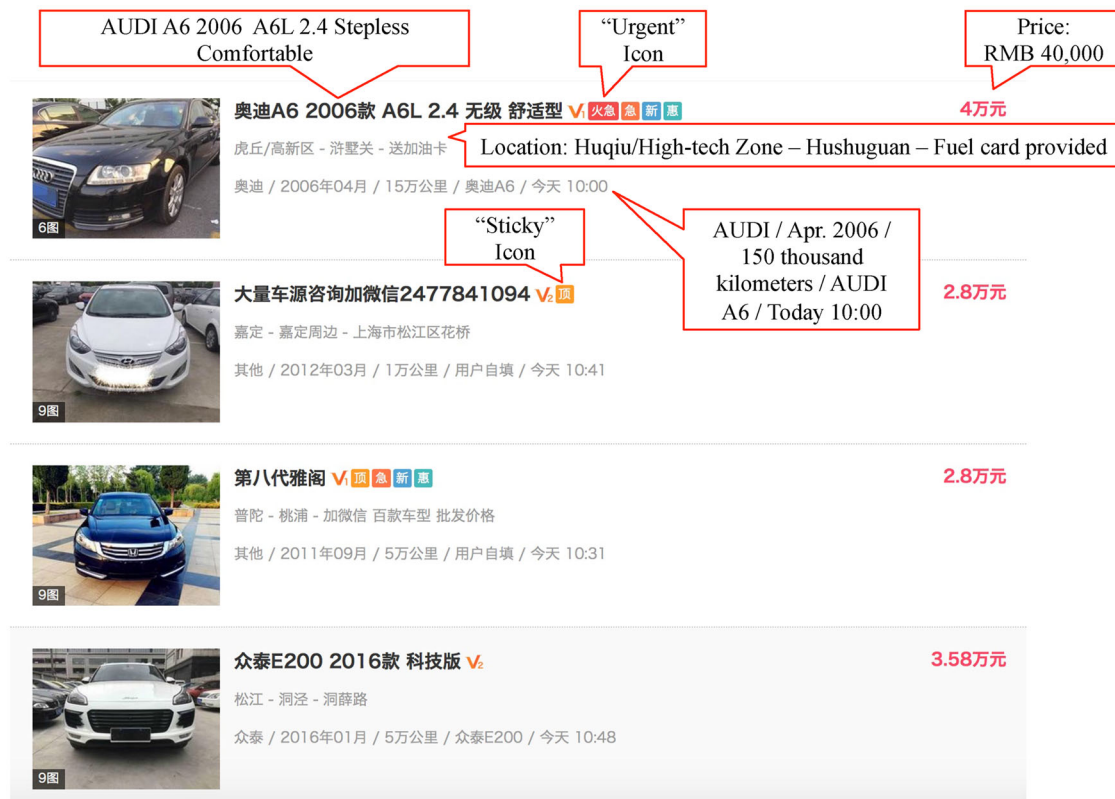 AUDI A6 2006 A6L 2.4 Stepless
Comfortable
“Urgent”
Icon
Price:
RMB 40,000
奥迪A6 2006款 A6L 2.4 无级 舒适型 V1 火急 急 新 惠
4万元
虎丘/高新区 - 浒墅关 - 送加油卡
Location: Huqiu/High-tech Zone – Hushuguan – Fuel card provided
奥迪 / 2006年04月 / 15万公里 / 奥迪A6 / 今天 10:00
6图
“Sticky”
Icon
AUDI / Apr. 2006 /
150 thousand
kilometers / AUDI
A6 / Today 10:00
大量车源咨询加微信2477841094 V2 顶
2.8万元
嘉定 - 嘉定周边 - 上海市松江区花桥
其他 / 2012年03月 / 1万公里 / 用户自填 / 今天 10:41
9图
第八代雅阁 V1 顶 急 新 惠
2.8万元
普陀 - 桃浦 - 加微信 百款车型 批发价格
其他 / 2011年09月 / 5万公里 / 用户自填 / 今天 10:31
9图
众泰E200 2016款 科技版 V2
3.58万元
松江 - 洞泾 - 洞薛路
众泰 / 2016年01月 / 5万公里 / 众泰E200 / 今天 10:48
9图